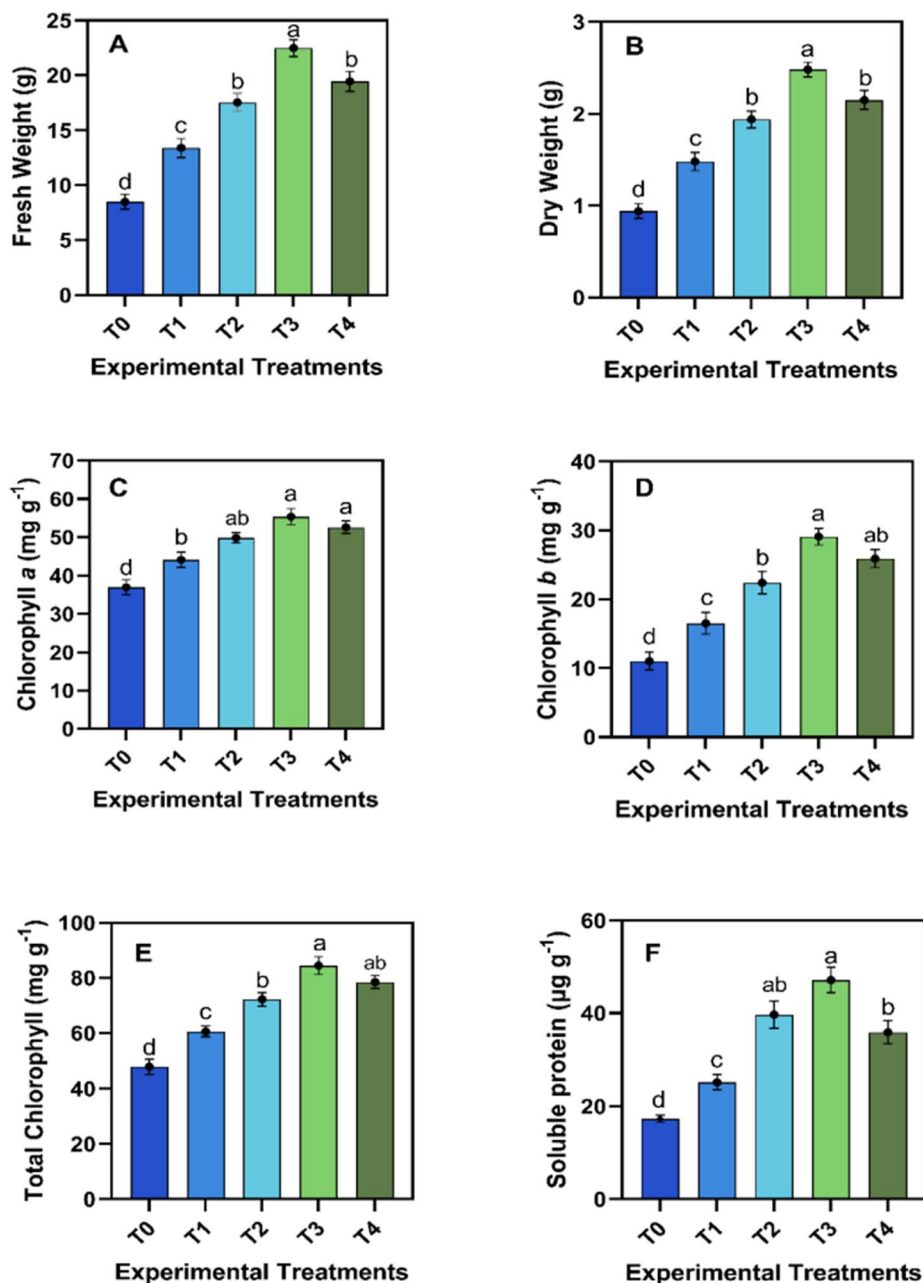 A
Fresh Weight (g)
25
20
15
10
5
0
d
c
b
a
b
T0
T1
T2
T3
T4
Experimental Treatments
B
Dry Weight (g)
3
2
1
0
d
c
b
a
b
T0
T1
T2
T3
T4
Experimental Treatments
C
Chlorophyll a (mg g⁻¹)
70
60
50
40
30
20
10
0
d
b
ab
a
a
T0
T1
T2
T3
T4
Experimental Treatments
D
Chlorophyll b (mg g⁻¹)
40
30
20
10
0
d
c
b
a
ab
T0
T1
T2
T3
T4
Experimental Treatments
E
Total Chlorophyll (mg g⁻¹)
100
80
60
40
20
0
d
c
b
a
ab
T0
T1
T2
T3
T4
Experimental Treatments
F
Soluble protein (µg g⁻¹)
60
40
20
0
d
c
ab
a
b
T0
T1
T2
T3
T4
Experimental Treatments